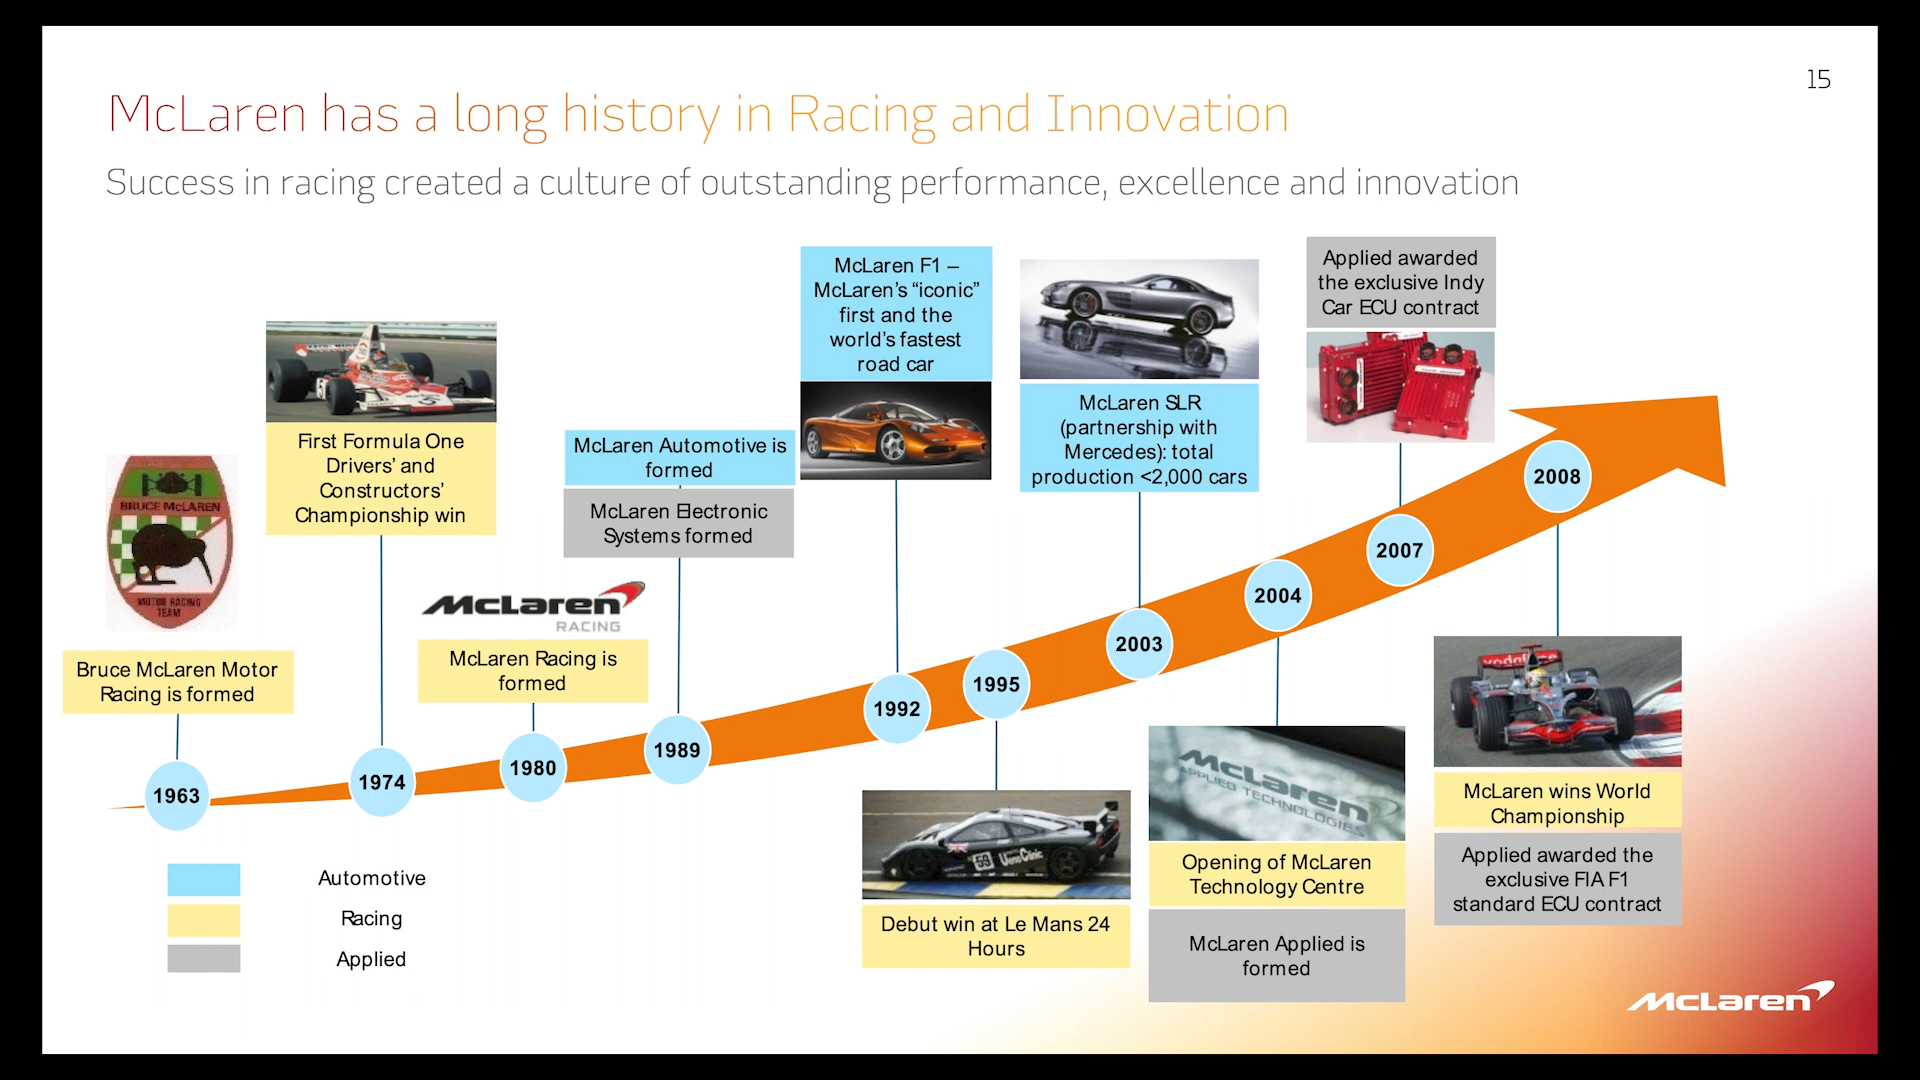 15
McLaren has a long history in Racing and Innovation
Success in racing created a culture of outstanding performance, excellence and innovation
BRUCE McLAREN
MOTOR RACING
TEAM
Bruce McLaren Motor
Racing is formed
1963
First Formula One
Drivers' and
Constructors'
Championship win
1974
McLaren
RACING
McLaren Racing is
formed
1980
McLaren Automotive is
formed
McLaren Electronic
Systems formed
1989
McLaren F1 –
McLaren's “iconic”
first and the
world's fastest
road car
1992
1995
59
Ueno Clinic
Debut win at Le Mans 24
Hours
McLaren SLR
(partnership with
Mercedes): total
production <2,000 cars
2003
2004
McLaren
APPLIED TECHNOLOGIES
Opening of McLaren
Technology Centre
McLaren Applied is
formed
Applied awarded
the exclusive Indy
Car ECU contract
2007
2008
vodafone
McLaren wins World
Championship
Applied awarded the
exclusive FIA F1
standard ECU contract
Automotive
Racing
Applied
McLaren